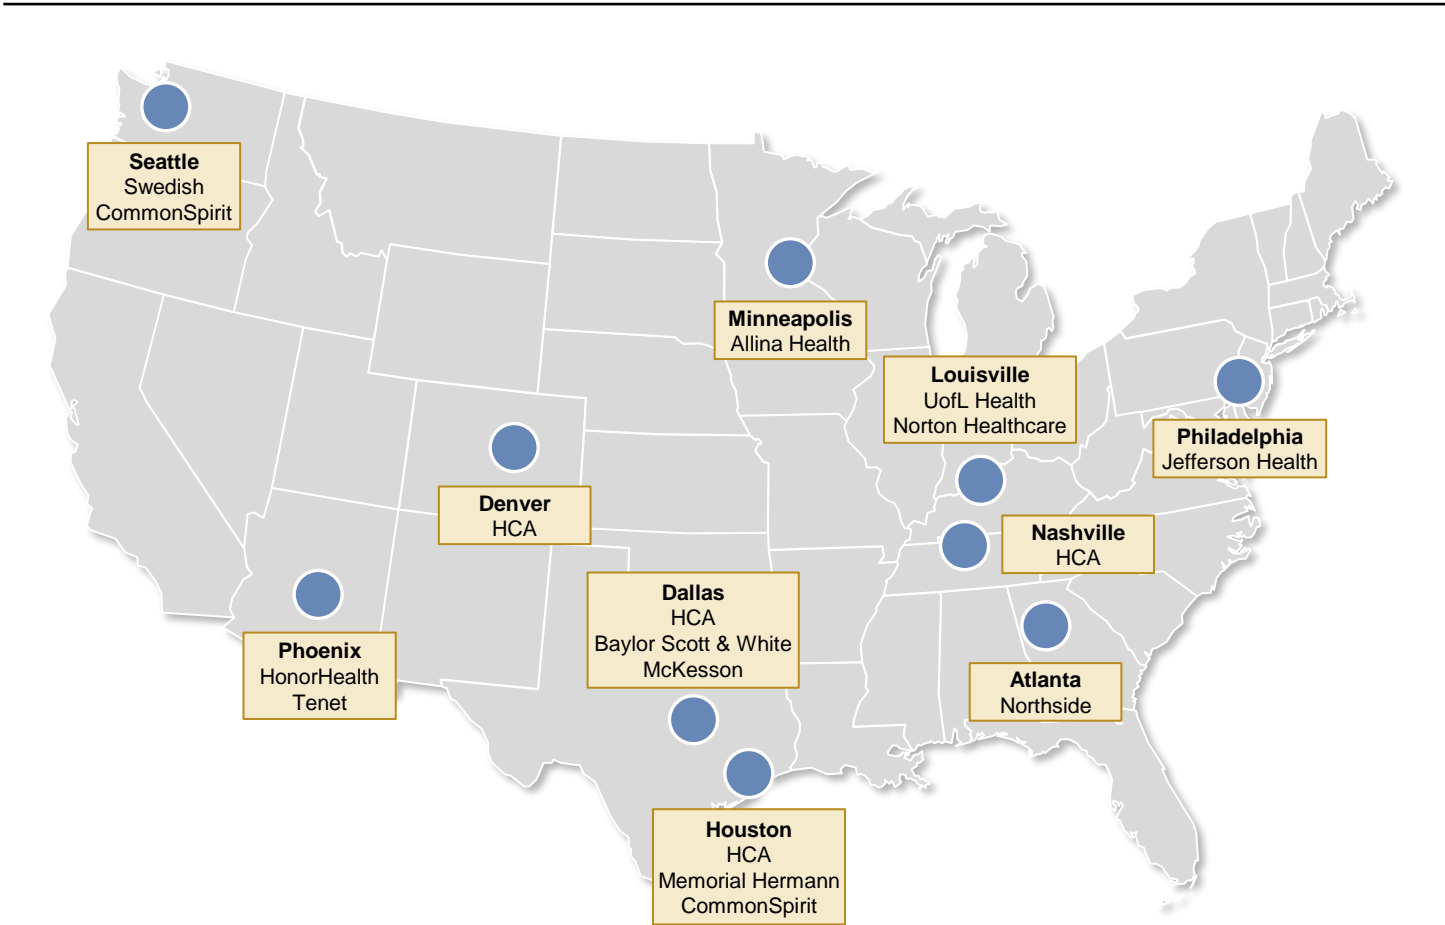 Seattle
Swedish
CommonSpirit
Minneapolis
Allina Health
Louisville
UofL Health
Norton Healthcare
Philadelphia
Jefferson Health
Denver
HCA
Nashville
HCA
Dallas
HCA
Baylor Scott & White
McKesson
Phoenix
HonorHealth
Tenet
Atlanta
Northside
Houston
HCA
Memorial Hermann
CommonSpirit